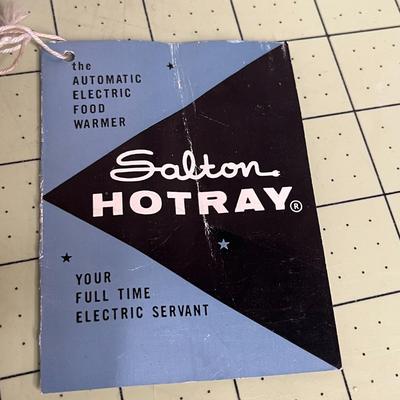 the
AUTOMATIC
ELECTRIC
FOOD
WARMER
Salton
HOTRAY®
YOUR
FULL TIME
ELECTRIC SERVANT